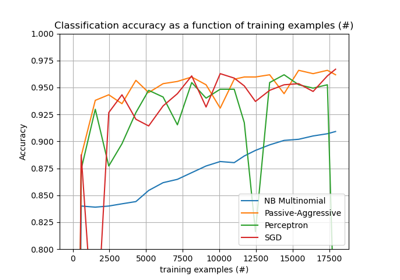 Classification accuracy as a function of training examples (#)
1.000
0.975
0.950
0.925
0.900
0.875
0.850
0.825
0.800
Accuracy
NB Multinomial
Passive-Aggressive
Perceptron
SGD
0 2500 5000 7500 10000 12500 15000 17500
training examples (#)